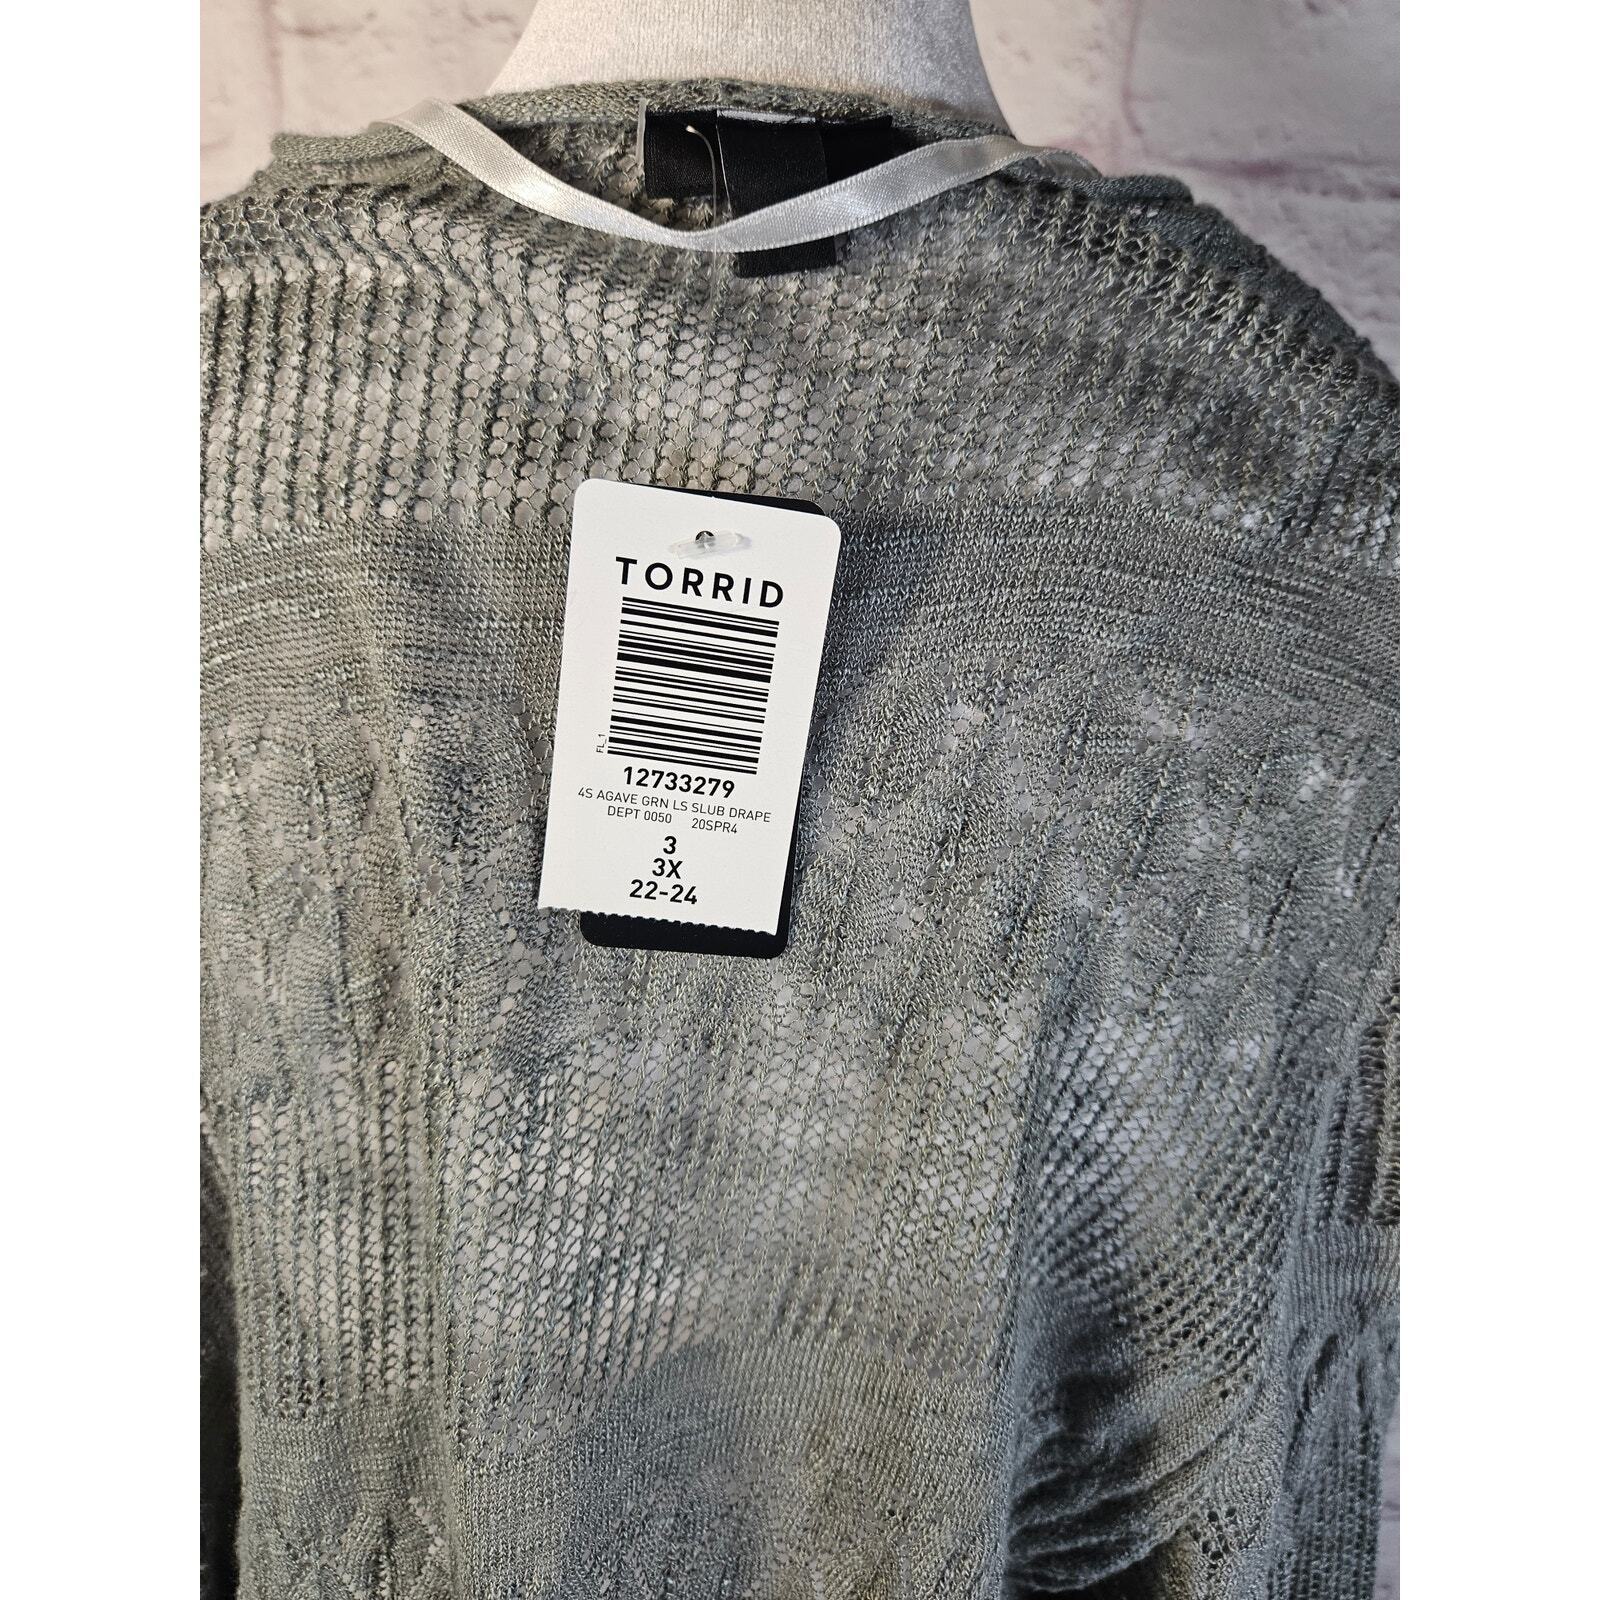 TORRID
FL_1
12733279
4S AGAVE GRN LS SLUB DRAPE
DEPT 0050 20SPR4
3
3X
22-24